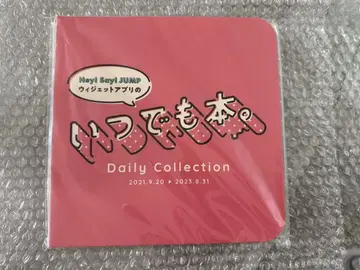 Hey! Say! JUMP
ウィジェットアプリの
いつでも本。
Daily Collection
2021.9.20 ▸ 2023.8.31